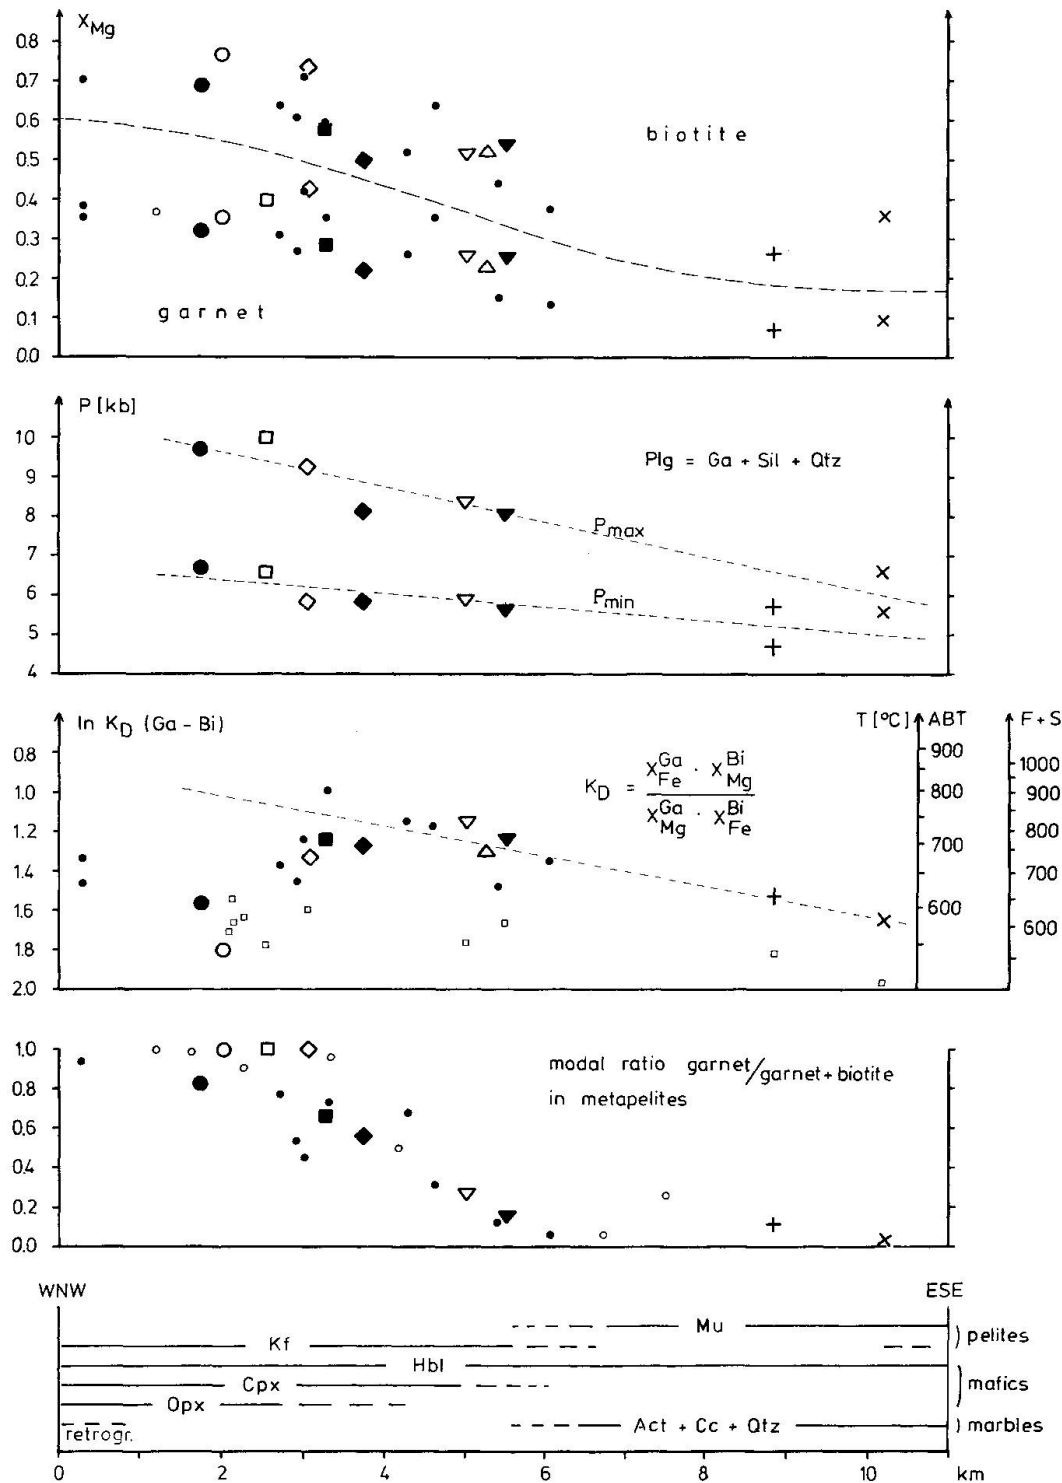 X_Mg
0.8
0.7
0.6
0.5
0.4
0.3
0.2
0.1
0.0
biotite
garnet
P [kb]
10
9
8
7
6
5
4
Plg = Ga + Sil + Qtz
P_max
P_min
ln K_D (Ga – Bi)
0.8
1.0
1.2
1.4
1.6
1.8
2.0
K_D = X_Fe^Ga · X_Mg^Bi / X_Mg^Ga · X_Fe^Bi
T [°C] ABT F + S
900
800
700
600
1000
900
800
700
600
1.0
0.8
0.6
0.4
0.2
0.0
modal ratio garnet/garnet+biotite
in metapelites
WNW ESE
Mu
Kf
pelites
Hbl
Cpx
mafics
Opx
Act + Cc + Qtz
marbles
retrogr.
0 2 4 6 8 10 km